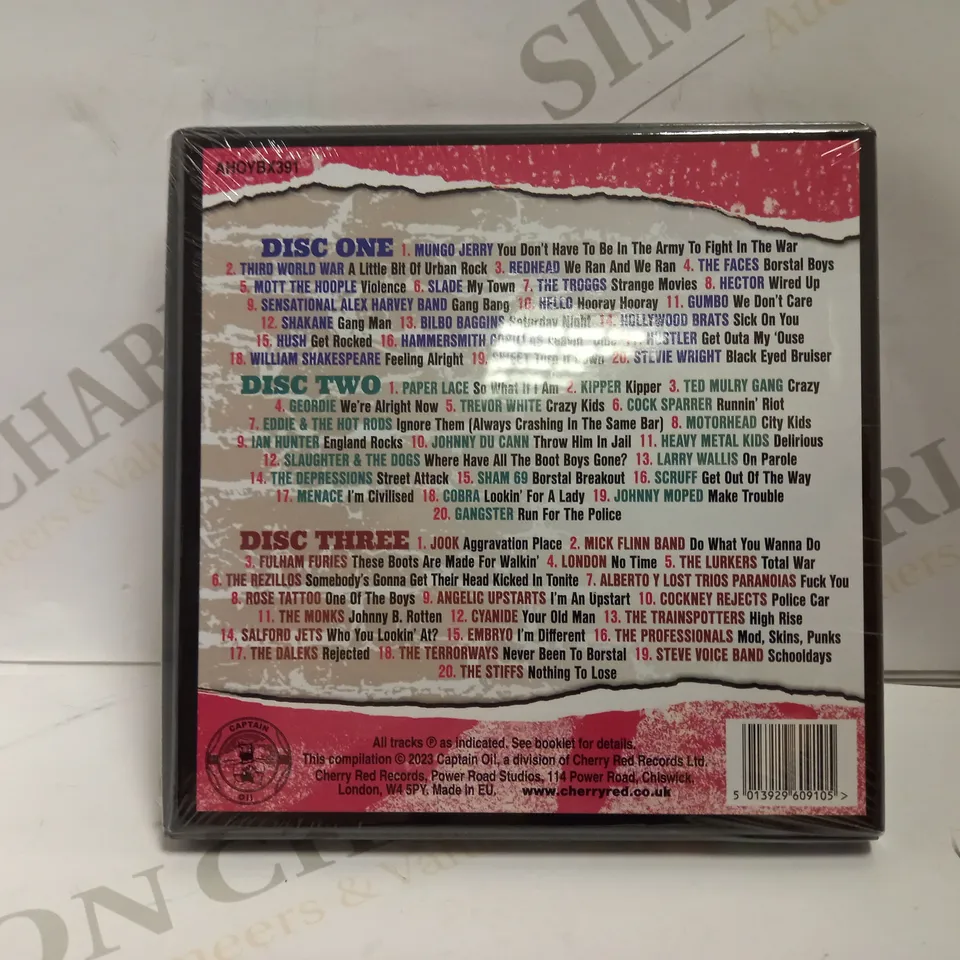 AHOYBX391
DISC ONE 1. MUNGO JERRY You Don't Have To Be In The Army To Fight In The War
2. THIRD WORLD WAR A Little Bit Of Urban Rock 3. REDHEAD We Ran And We Ran 4. THE FACES Borstal Boys
5. MOTT THE HOOPLE Violence 6. SLADE My Town 7. THE TROGGS Strange Movies 8. HECTOR Wired Up
9. SENSATIONAL ALEX HARVEY BAND Gang Bang 10. HELLO Hooray Hooray 11. GUMBO We Don't Care
12. SHAKANE Gang Man 13. BILBO BAGGINS Saturday Night 14. HOLLYWOOD BRATS Sick On You
15. HUSH Get Rocked 16. HAMMERSMITH HUSTLER Get Outa My 'Ouse
18. WILLIAM SHAKESPEARE Feeling Alright 19. SWEET Turn It Down 20. STEVIE WRIGHT Black Eyed Bruiser
DISC TWO 1. PAPER LACE So What If I Am 2. KIPPER Kipper 3. TED MULRY GANG Crazy
4. GEORDIE We're Alright Now 5. TREVOR WHITE Crazy Kids 6. COCK SPARRER Runnin' Riot
7. EDDIE & THE HOT RODS Ignore Them (Always Crashing In The Same Bar) 8. MOTORHEAD City Kids
9. IAN HUNTER England Rocks 10. JOHNNY DU CANN Throw Him In Jail 11. HEAVY METAL KIDS Delirious
12. SLAUGHTER & THE DOGS Where Have All The Boot Boys Gone? 13. LARRY WALLIS On Parole
14. THE DEPRESSIONS Street Attack 15. SHAM 69 Borstal Breakout 16. SCRUFF Get Out Of The Way
17. MENACE I'm Civilised 18. COBRA Lookin' For A Lady 19. JOHNNY MOPED Make Trouble
20. GANGSTER Run For The Police
DISC THREE 1. JOOK Aggravation Place 2. MICK FLINN BAND Do What You Wanna Do
3. FULHAM FURIES These Boots Are Made For Walkin' 4. LONDON No Time 5. THE LURKERS Total War
6. THE REZILLOS Somebody's Gonna Get Their Head Kicked In Tonite 7. ALBERTO Y LOST TRIOS PARANOIAS Fuck You
8. ROSE TATTOO One Of The Boys 9. ANGELIC UPSTARTS I'm An Upstart 10. COCKNEY REJECTS Police Car
11. THE MONKS Johnny B. Rotten 12. CYANIDE Your Old Man 13. THE TRAINSPOTTERS High Rise
14. SALFORD JETS Who You Lookin' At? 15. EMBRYO I'm Different 16. THE PROFESSIONALS Mod, Skins, Punks
17. THE DALEKS Rejected 18. THE TERRORWAYS Never Been To Borstal 19. STEVE VOICE BAND Schooldays
20. THE STIFFS Nothing To Lose
CAPTAIN
OIL
All tracks ℗ as indicated. See booklet for details.
This compilation © 2023 Captain Oi!, a division of Cherry Red Records Ltd.
Cherry Red Records, Power Road Studios, 114 Power Road, Chiswick,
London, W4 5PY. Made in EU. www.cherryred.co.uk
5 013929 609105 >